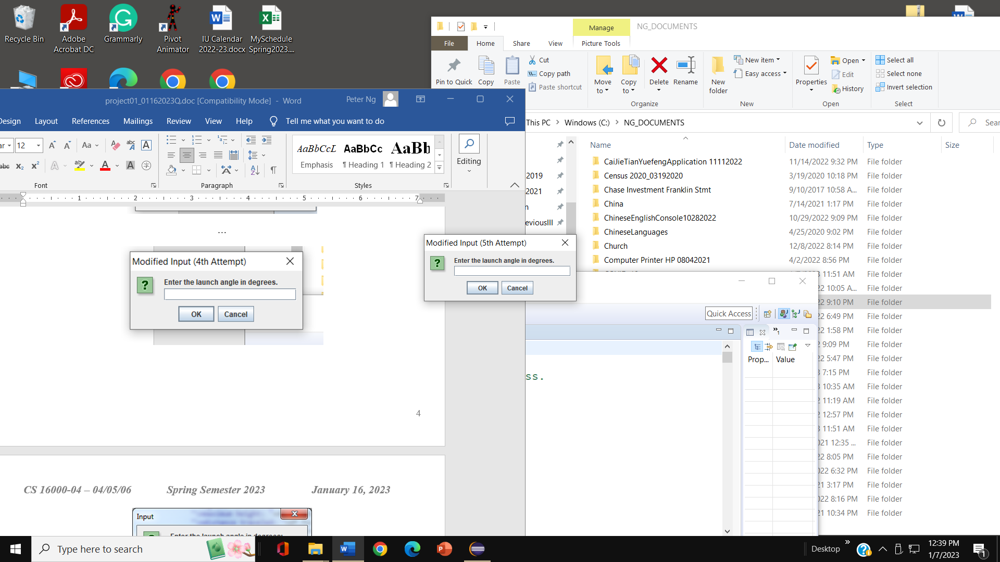 Recycle Bin
Adobe
Acrobat DC
Grammarly
Pivot
Animator
IU Calendar
2022-23.docx
MySchedule
Spring2023....
Manage
NG_DOCUMENTS
File
Home
Share
View
Picture Tools
Pin to Quick
Copy
Paste
Cut
Copy path
Paste shortcut
Move
to
Copy
to
Delete
Rename
New
folder
New item
Easy access
Properties
Open
Edit
History
Select all
Select none
Invert selection
Organize
New
Open
Select
This PC
Windows (C:)
NG_DOCUMENTS
Sear
project01_01162023Q.doc [Compatibility Mode] - Word
Peter Ng
Design
Layout
References
Mailings
Review
View
Help
Tell me what you want to do
12
Aa
AaBbCcL
AaBbCc
AaBb
Emphasis
¶ Heading 1
¶ Heading 2
Editing
Font
Paragraph
Styles
1 2 3 4 5 6 7
...
Modified Input (4th Attempt)
Enter the launch angle in degrees.
OK
Cancel
4
CS 16000-04 – 04/05/06
Spring Semester 2023
January 16, 2023
Input
Enter the launch angle in degrees:
Modified Input (5th Attempt)
Enter the launch angle in degrees.
OK
Cancel
2019
2021
n
eviousIII
Name
Date modified
Type
Size
CaiJieTianYuefengApplication 11112022 11/14/2022 9:32 PM File folder
Census 2020_03192020 3/19/2020 10:18 PM File folder
Chase Investment Franklin Stmt 9/10/2017 10:58 A... File folder
China 7/14/2021 1:17 PM File folder
ChineseEnglishConsole10282022 10/29/2022 9:09 PM File folder
ChineseLanguages 4/25/2020 9:02 PM File folder
Church 12/8/2022 8:14 PM File folder
Computer Printer HP 08042021 4/2/2022 8:56 PM File folder
11:51 AM File folder
22 10:05 A... File folder
22 9:10 PM File folder
22 6:49 PM File folder
22 1:58 PM File folder
2 9:09 PM File folder
22 5:47 PM File folder
3 7:15 PM File folder
3 10:35 AM File folder
2 11:19 AM File folder
2 12:57 PM File folder
3 11:51 AM File folder
021 12:35 ... File folder
22 8:05 PM File folder
022 6:32 PM File folder
21 3:17 PM File folder
022 8:16 PM File folder
21 10:34 PM File folder
Quick Access
Prop...
Value
ss.
Type here to search
Desktop
12:39 PM
1/7/2023
1